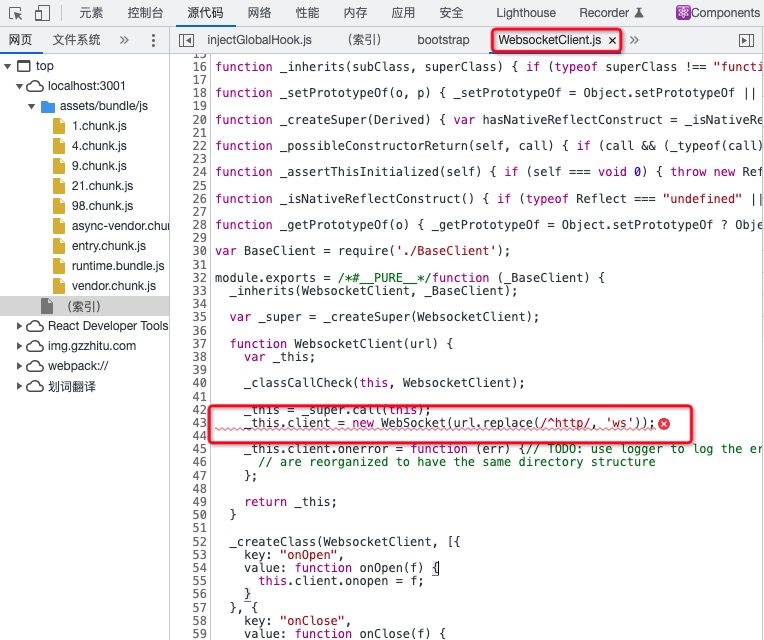 元素 控制台 源代码 网络 性能 内存 应用 安全 Lighthouse Recorder Components
网页 文件系统 » injectGlobalHook.js (索引) bootstrap WebsocketClient.js × »
top
localhost:3001
assets/bundle/js
1.chunk.js
4.chunk.js
9.chunk.js
21.chunk.js
98.chunk.js
async-vendor.chu
entry.chunk.js
runtime.bundle.js
vendor.chunk.js
(索引)
React Developer Tools
img.gzzhitu.com
webpack://
划词翻译
15
16 function _inherits(subClass, superClass) { if (typeof superClass !== "functi
17
18 function _setPrototypeOf(o, p) { _setPrototypeOf = Object.setPrototypeOf ||
19
20 function _createSuper(Derived) { var hasNativeReflectConstruct = _isNativeRe
21
22 function _possibleConstructorReturn(self, call) { if (call && (_typeof(call)
23
24 function _assertThisInitialized(self) { if (self === void 0) { throw new Ref
25
26 function _isNativeReflectConstruct() { if (typeof Reflect === "undefined" ||
27
28 function _getPrototypeOf(o) { _getPrototypeOf = Object.setPrototypeOf ? Obje
29
30 var BaseClient = require('./BaseClient');
31
32 module.exports = /*#__PURE__*/function (_BaseClient) {
33 _inherits(WebsocketClient, _BaseClient);
34
35 var _super = _createSuper(WebsocketClient);
36
37 function WebsocketClient(url) {
38 var _this;
39
40 _classCallCheck(this, WebsocketClient);
41
42 _this = _super.call(this);
43 _this.client = new WebSocket(url.replace(/^http/, 'ws'));
44
45 _this.client.onerror = function (err) {// TODO: use logger to log the er
46 // are reorganized to have the same directory structure
47 };
48
49 return _this;
50 }
51
52 _createClass(WebsocketClient, [{
53 key: "onOpen",
54 value: function onOpen(f) {
55 this.client.onopen = f;
56 }
57 }, {
58 key: "onClose",
59 value: function onClose(f) {